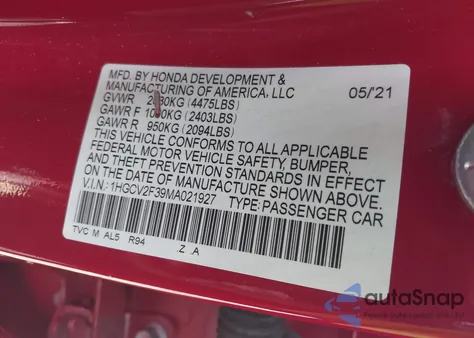 MFD. BY HONDA DEVELOPMENT &
MANUFACTURING OF AMERICA, LLC 05/21
GVWR 2030KG (4475LBS)
GAWR F 1090KG (2403LBS)
GAWR R 950KG (2094LBS)
THIS VEHICLE CONFORMS TO ALL APPLICABLE
FEDERAL MOTOR VEHICLE SAFETY, BUMPER,
AND THEFT PREVENTION STANDARDS IN EFFECT
ON THE DATE OF MANUFACTURE SHOWN ABOVE.
V.I.N.: 1HGCV2F39MA021927 TYPE:PASSENGER CAR
TVC M AL5 R94 Z A
autoSnap